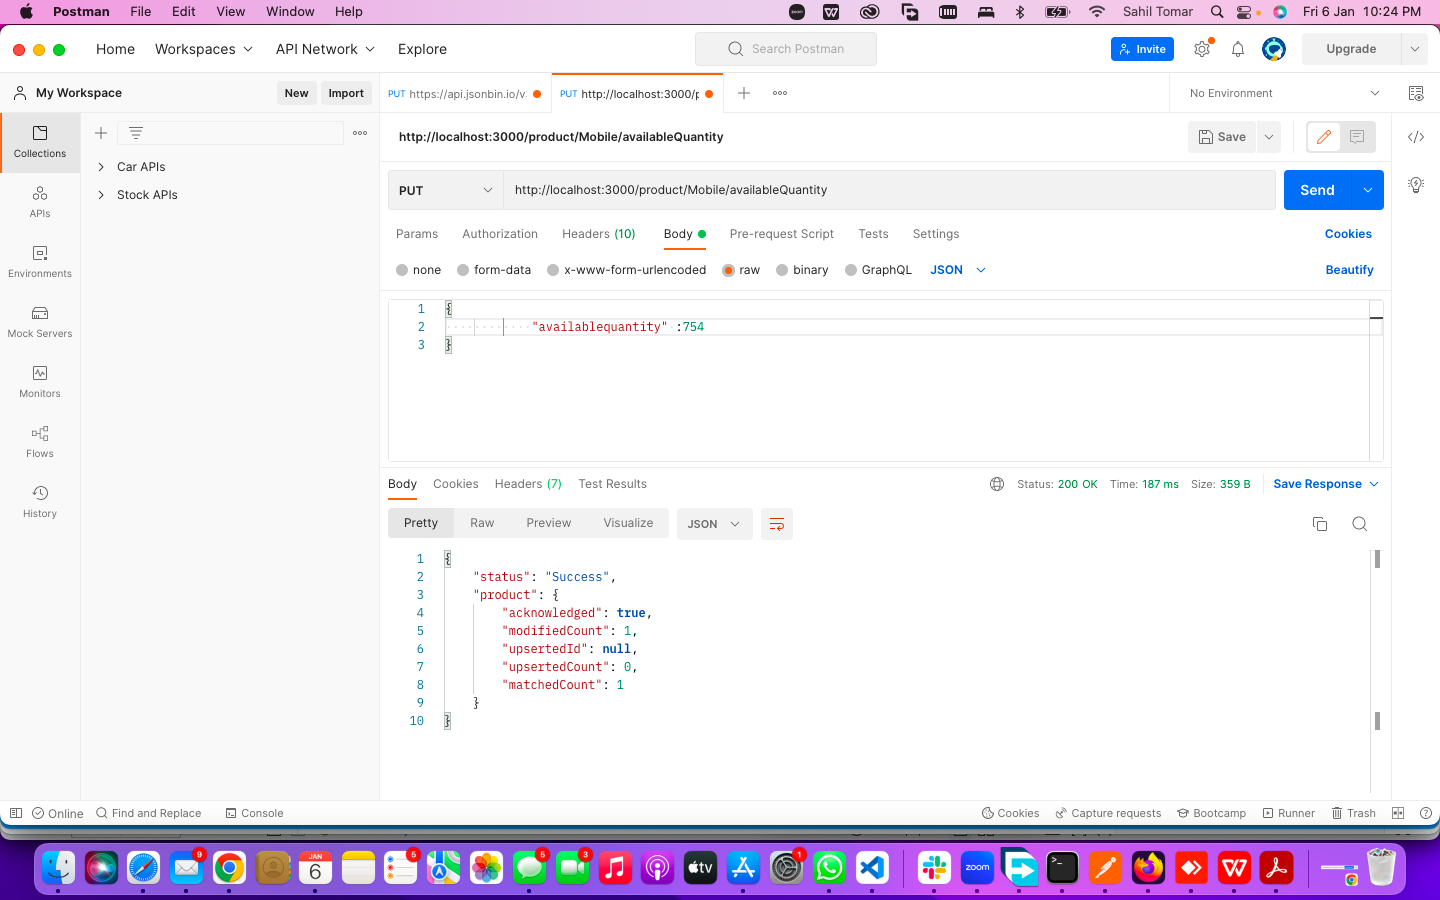 Postman File Edit View Window Help Sahil Tomar Fri 6 Jan 10:24 PM
Home Workspaces API Network Explore Search Postman Invite Upgrade
My Workspace New Import PUT https://api.jsonbin.io/v PUT http://localhost:3000/p No Environment
Collections
APIs
Environments
Mock Servers
Monitors
Flows
History
Car APIs
Stock APIs
http://localhost:3000/product/Mobile/availableQuantity Save
PUT http://localhost:3000/product/Mobile/availableQuantity Send
Params Authorization Headers (10) Body Pre-request Script Tests Settings Cookies
none form-data x-www-form-urlencoded raw binary GraphQL JSON Beautify
1 {
2 "availablequantity" :754
3 }
Body Cookies Headers (7) Test Results Status: 200 OK Time: 187 ms Size: 359 B Save Response
Pretty Raw Preview Visualize JSON
1 {
2 "status": "Success",
3 "product": {
4 "acknowledged": true,
5 "modifiedCount": 1,
6 "upsertedId": null,
7 "upsertedCount": 0,
8 "matchedCount": 1
9 }
10 }
Online Find and Replace Console Cookies Capture requests Bootcamp Runner Trash
9 JAN 6 5 5 3 tv 1 zoom